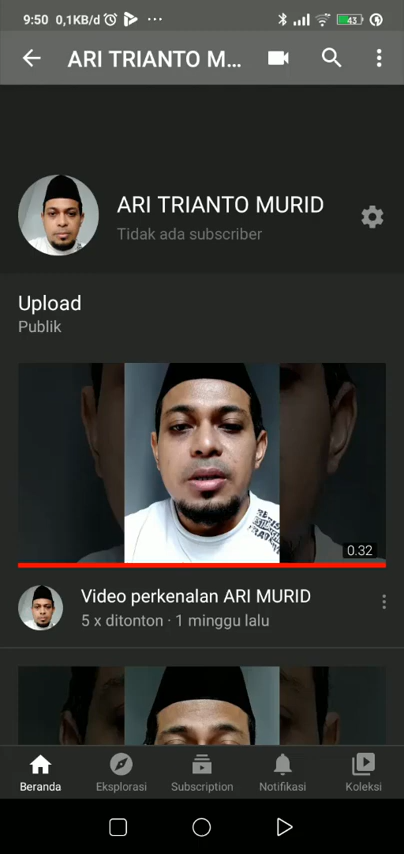 9:50 0,1KB/d
43
ARI TRIANTO M...
ARI TRIANTO MURID
Tidak ada subscriber
Upload
Publik
0.32
Video perkenalan ARI MURID
5 x ditonton · 1 minggu lalu
Beranda
Eksplorasi
Subscription
Notifikasi
Koleksi